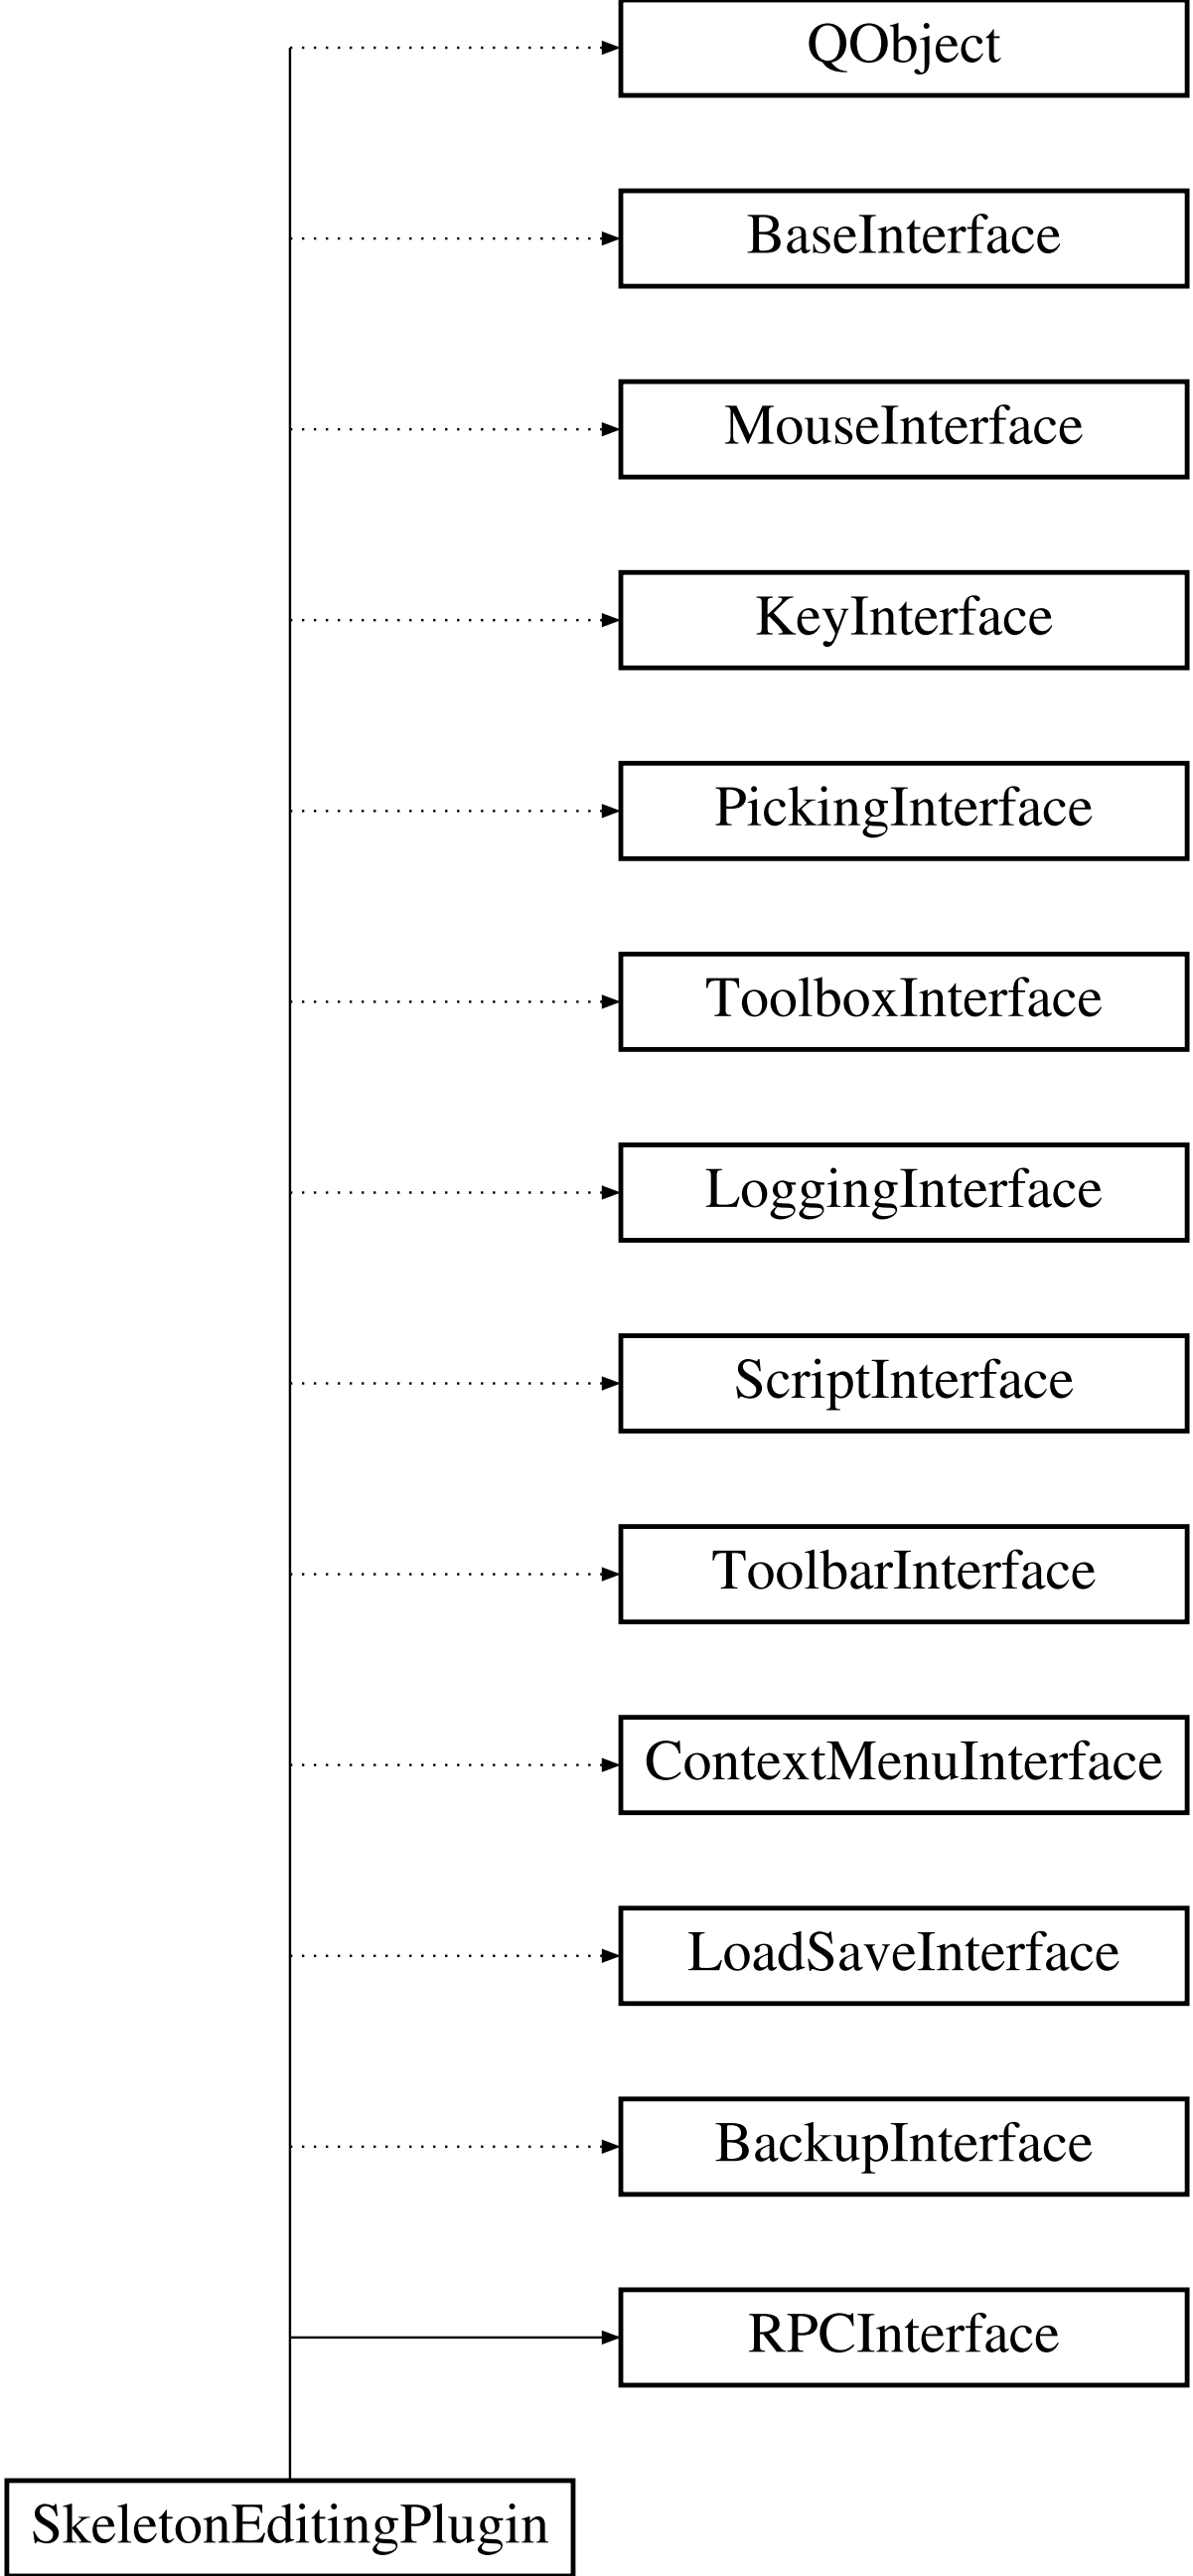 QObject
BaseInterface
MouseInterface
KeyInterface
PickingInterface
ToolboxInterface
LoggingInterface
ScriptInterface
ToolbarInterface
ContextMenuInterface
LoadSaveInterface
BackupInterface
RPCInterface
SkeletonEditingPlugin